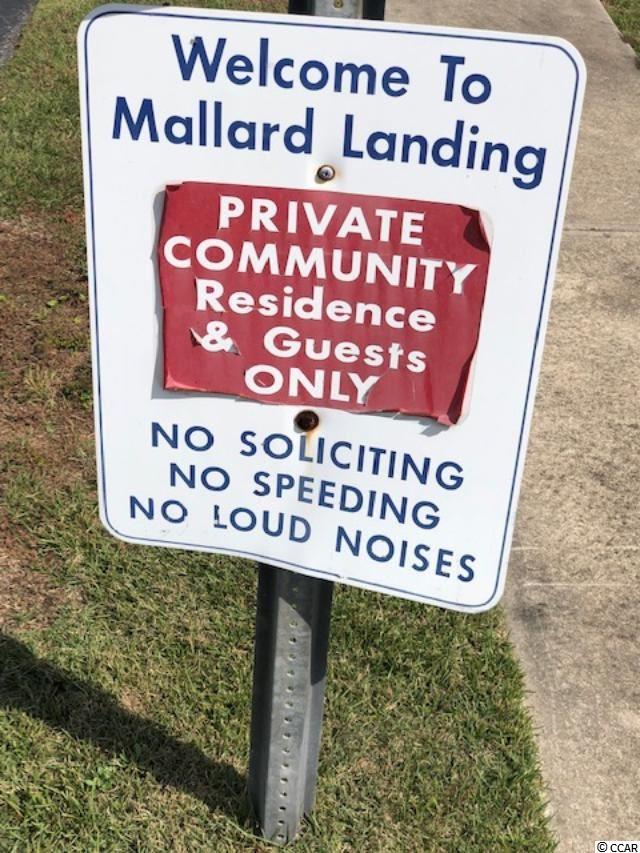 Welcome To
Mallard Landing
PRIVATE
COMMUNITY
Residence
& Guests
ONLY
NO SOLICITING
NO SPEEDING
NO LOUD NOISES
© CCAR